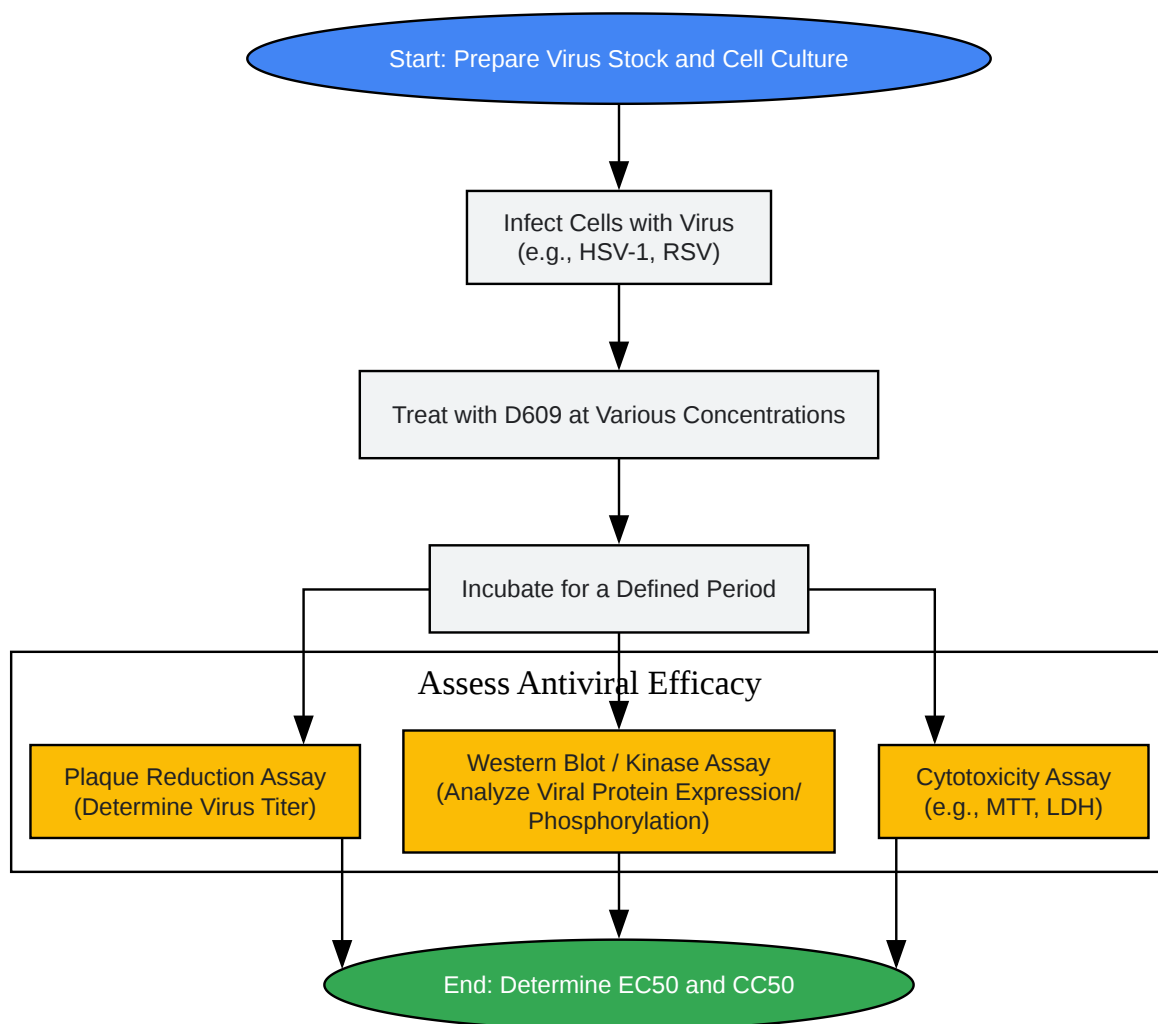 Start: Prepare Virus Stock and Cell Culture
Infect Cells with Virus
(e.g., HSV-1, RSV)
Treat with D609 at Various Concentrations
Incubate for a Defined Period
Assess Antiviral Efficacy
Plaque Reduction Assay
(Determine Virus Titer)
Western Blot / Kinase Assay
(Analyze Viral Protein Expression/
Phosphorylation)
Cytotoxicity Assay
(e.g., MTT, LDH)
End: Determine EC50 and CC50